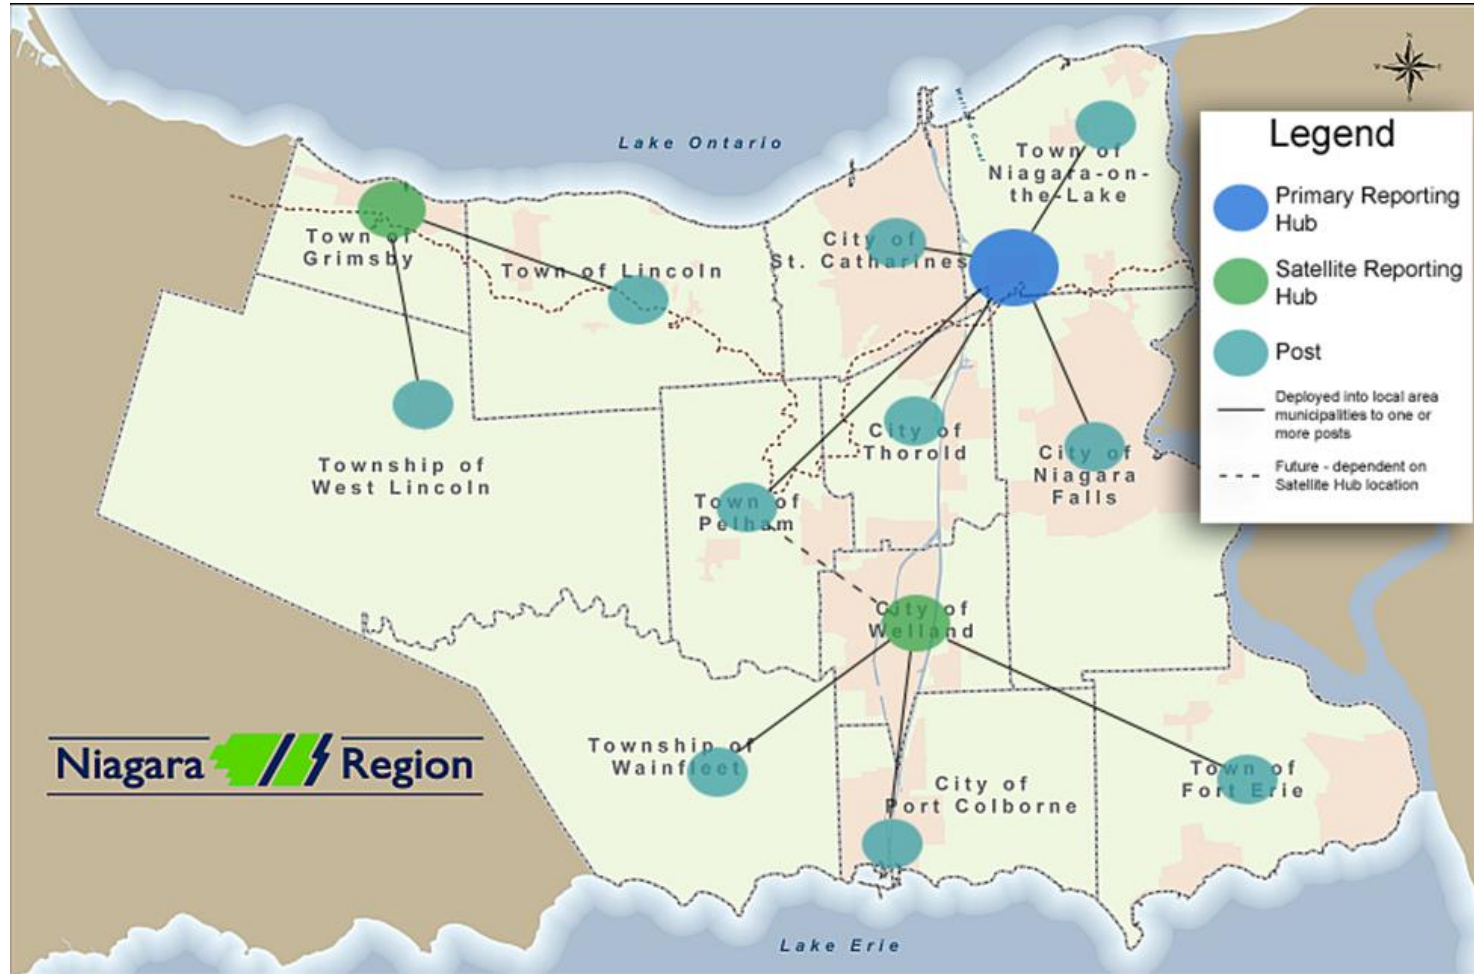 Lake Ontario
Welland Canal
N
W
E
S
Town of
Niagara-on-
the-Lake
Legend
Primary Reporting
Hub
Satellite Reporting
Hub
Post
Deployed into local area
municipalities to one or
more posts
Future - dependent on
Satellite Hub location
Town of
Grimsby
Town of Lincoln
City of
St. Catharines
Township of
West Lincoln
City of
Thorold
City of
Niagara
Falls
Town of
Pelham
City of
Welland
Niagara Region
Township of
Wainfleet
City of
Port Colborne
Town of
Fort Erie
Lake Erie